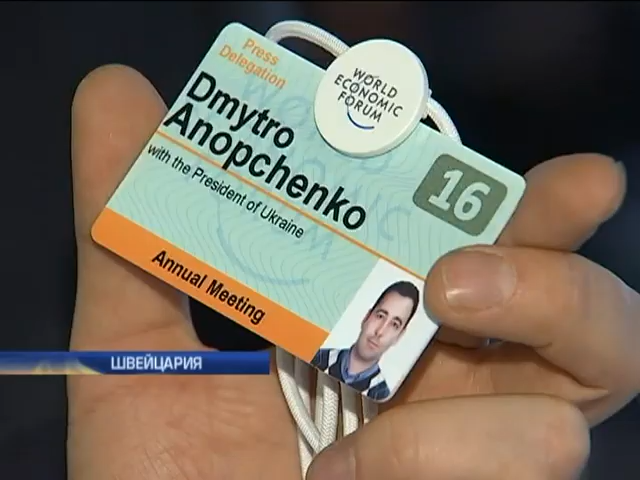 Press
Delegation
WORLD
ECONOMIC
FORUM
Dmytro
Anopchenko
with the President of Ukraine
16
Annual Meeting
ШВЕЙЦАРИЯ